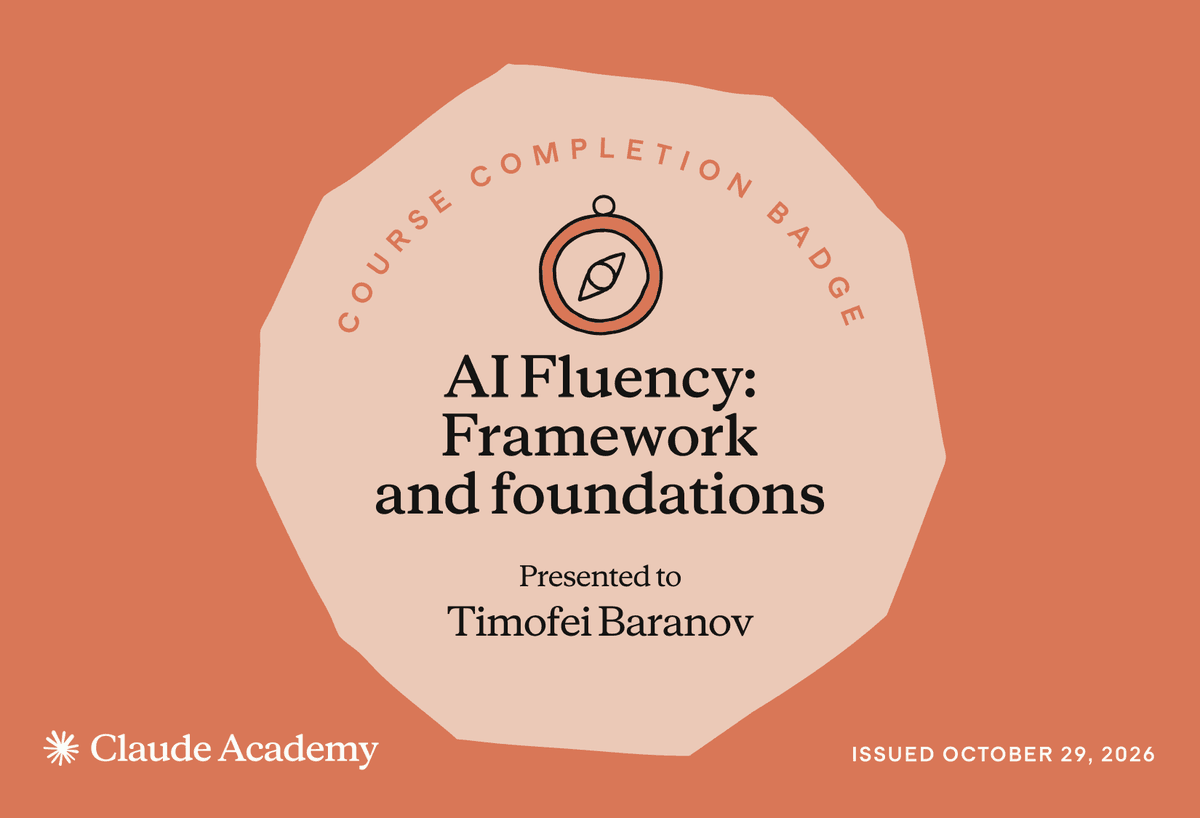 COURSE COMPLETION BADGE
AI Fluency:
Framework
and foundations
Presented to
Timofei Baranov
Claude Academy
ISSUED OCTOBER 29, 2026